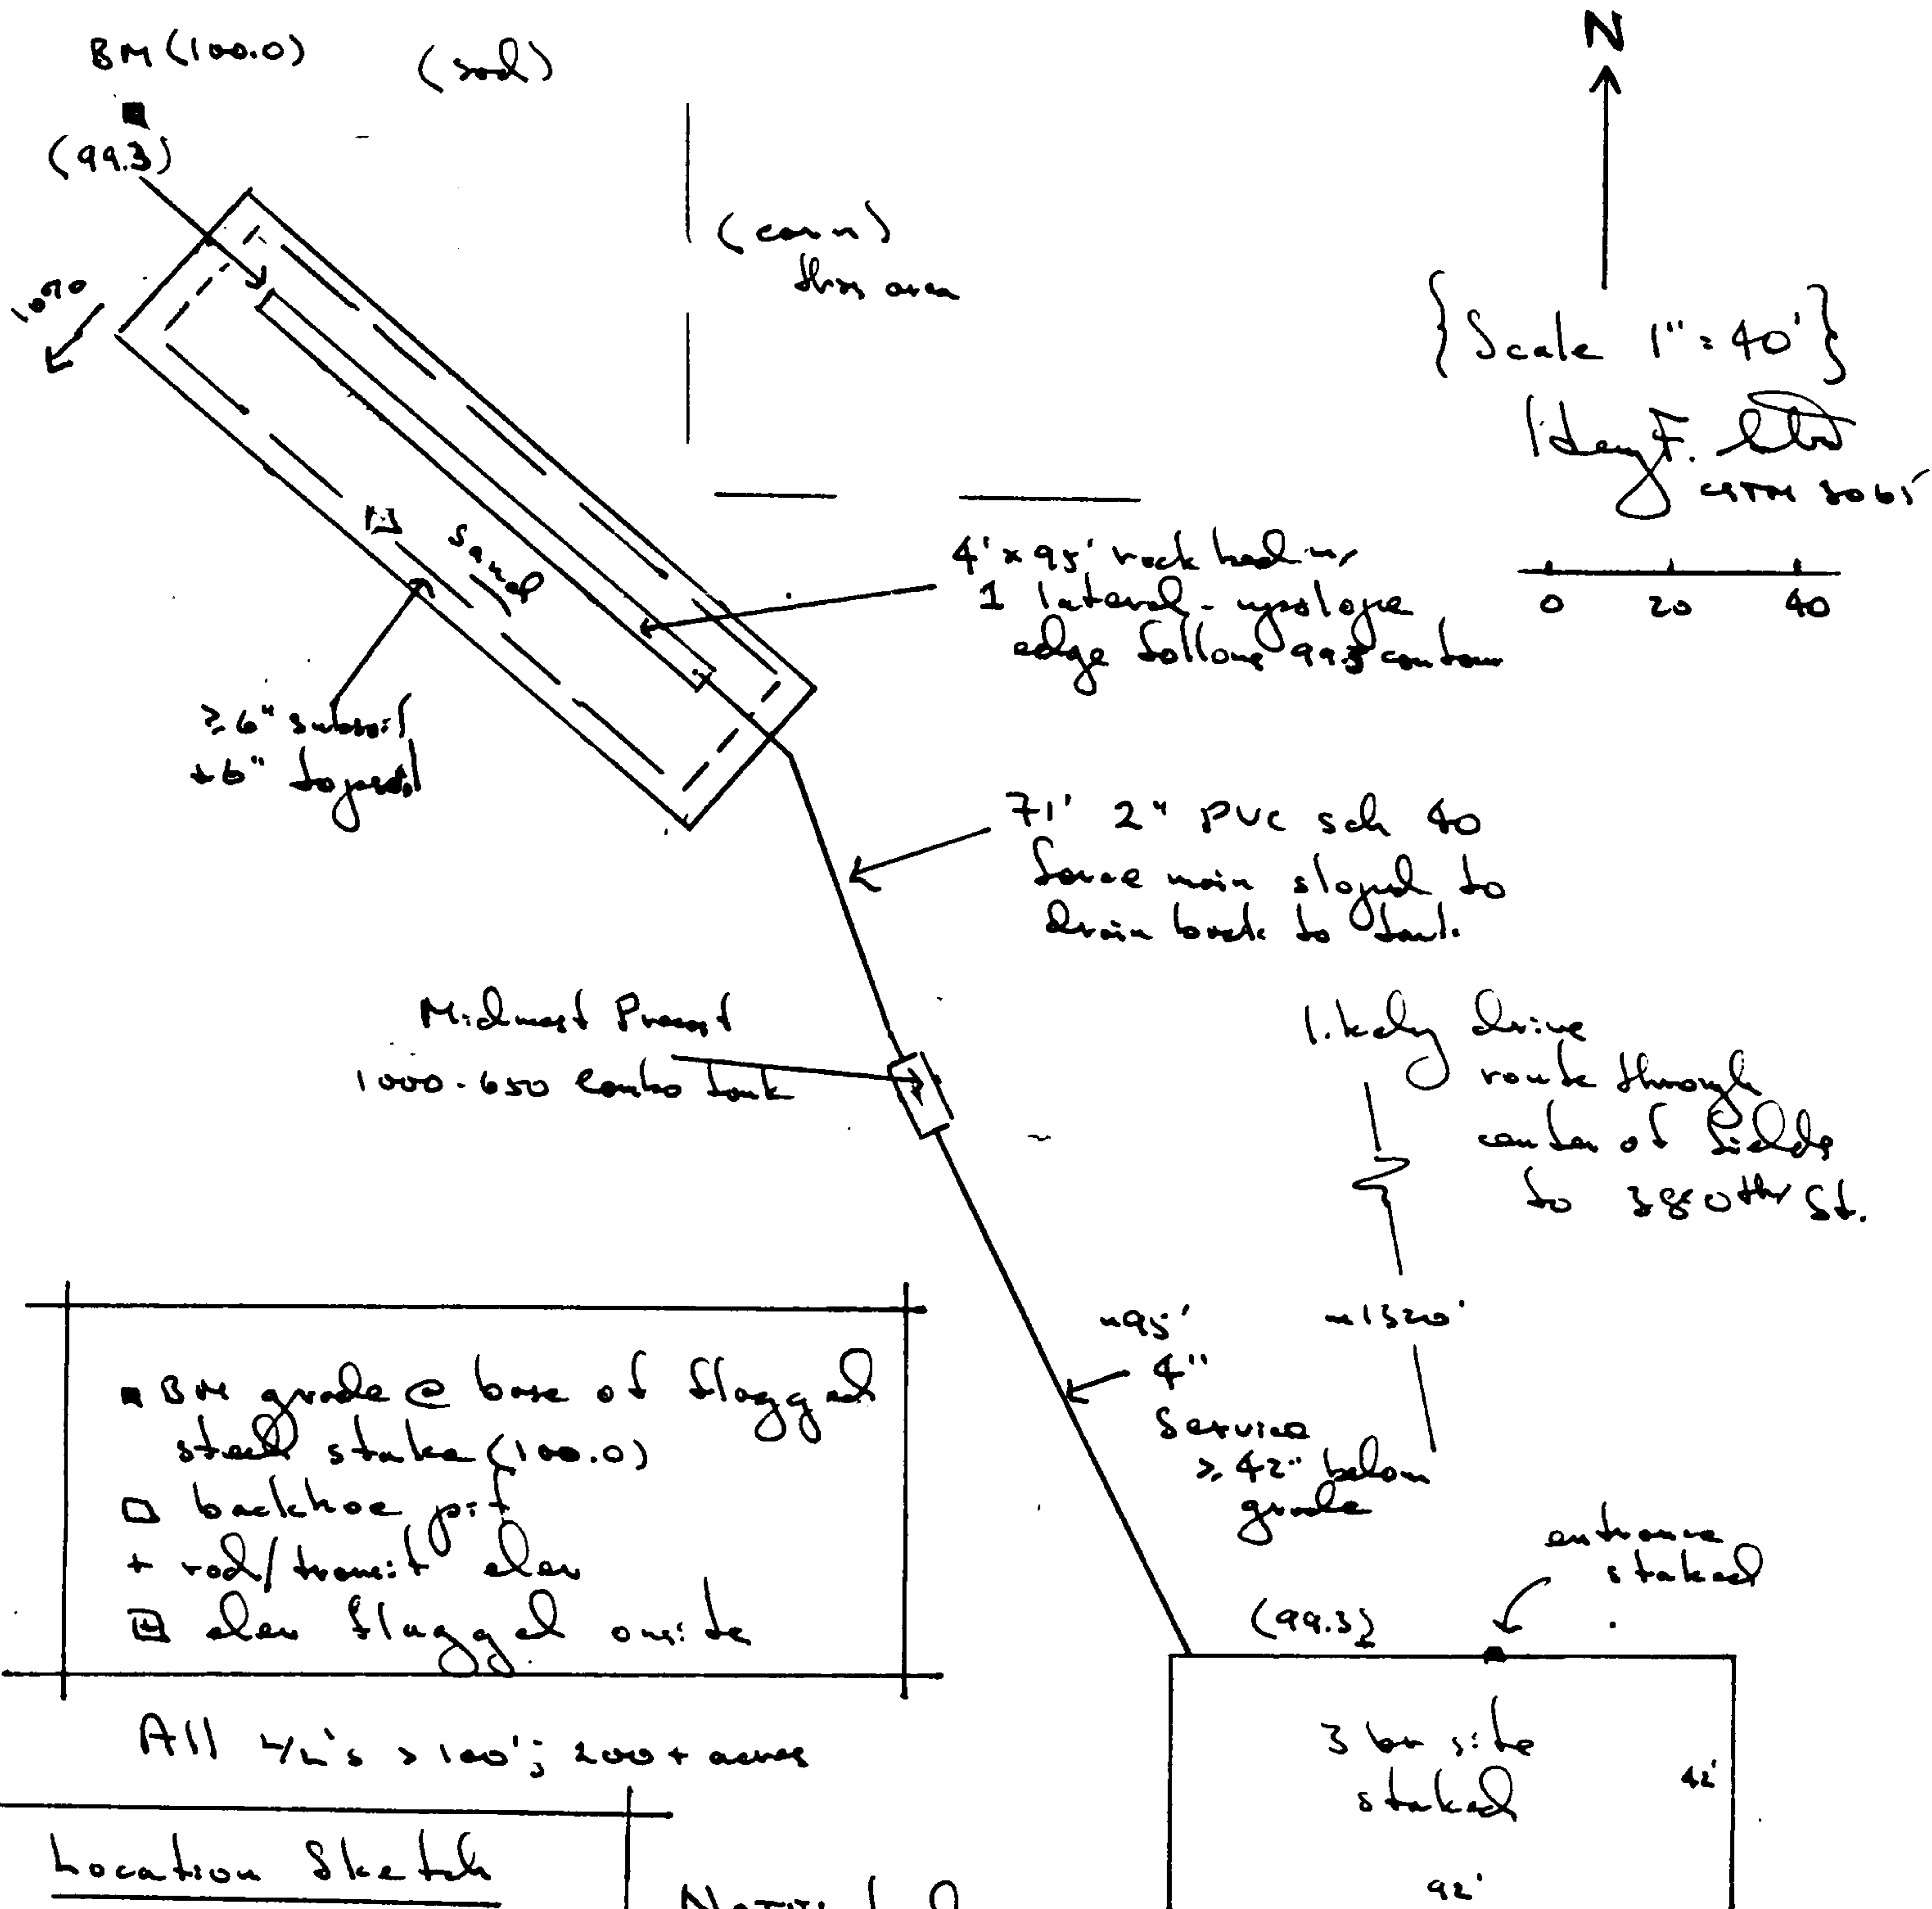 BM (100.0)
(sod)
N
(99.3)
(corn)
this area
10%
{Scale 1" = 40'}
CSTM 3065
0 20 40
4' x 95' rock bed w/
1 lateral - upslope
edge follows 99.3 contour
≥ 6" subsoil
+ 6" topsoil
71' 2" PVC sch 40
force main sloped to
drain back to tank
Midwest Precast
1000-650 Combo tank
likely drive
route through
center of fields
to 380th St.
~1320'
~95'
4"
Service
≥ 42" below
grade
■ BM grade @ base of flagged
steel stake (100.0)
□ backhoe pit
+ rod/transit elev
⊞ elev flagged onsite
entrance
staked
(99.3)
3 br site
staked
42'
92'
All L/L's > 100'; 200+ acres
Location Sketch